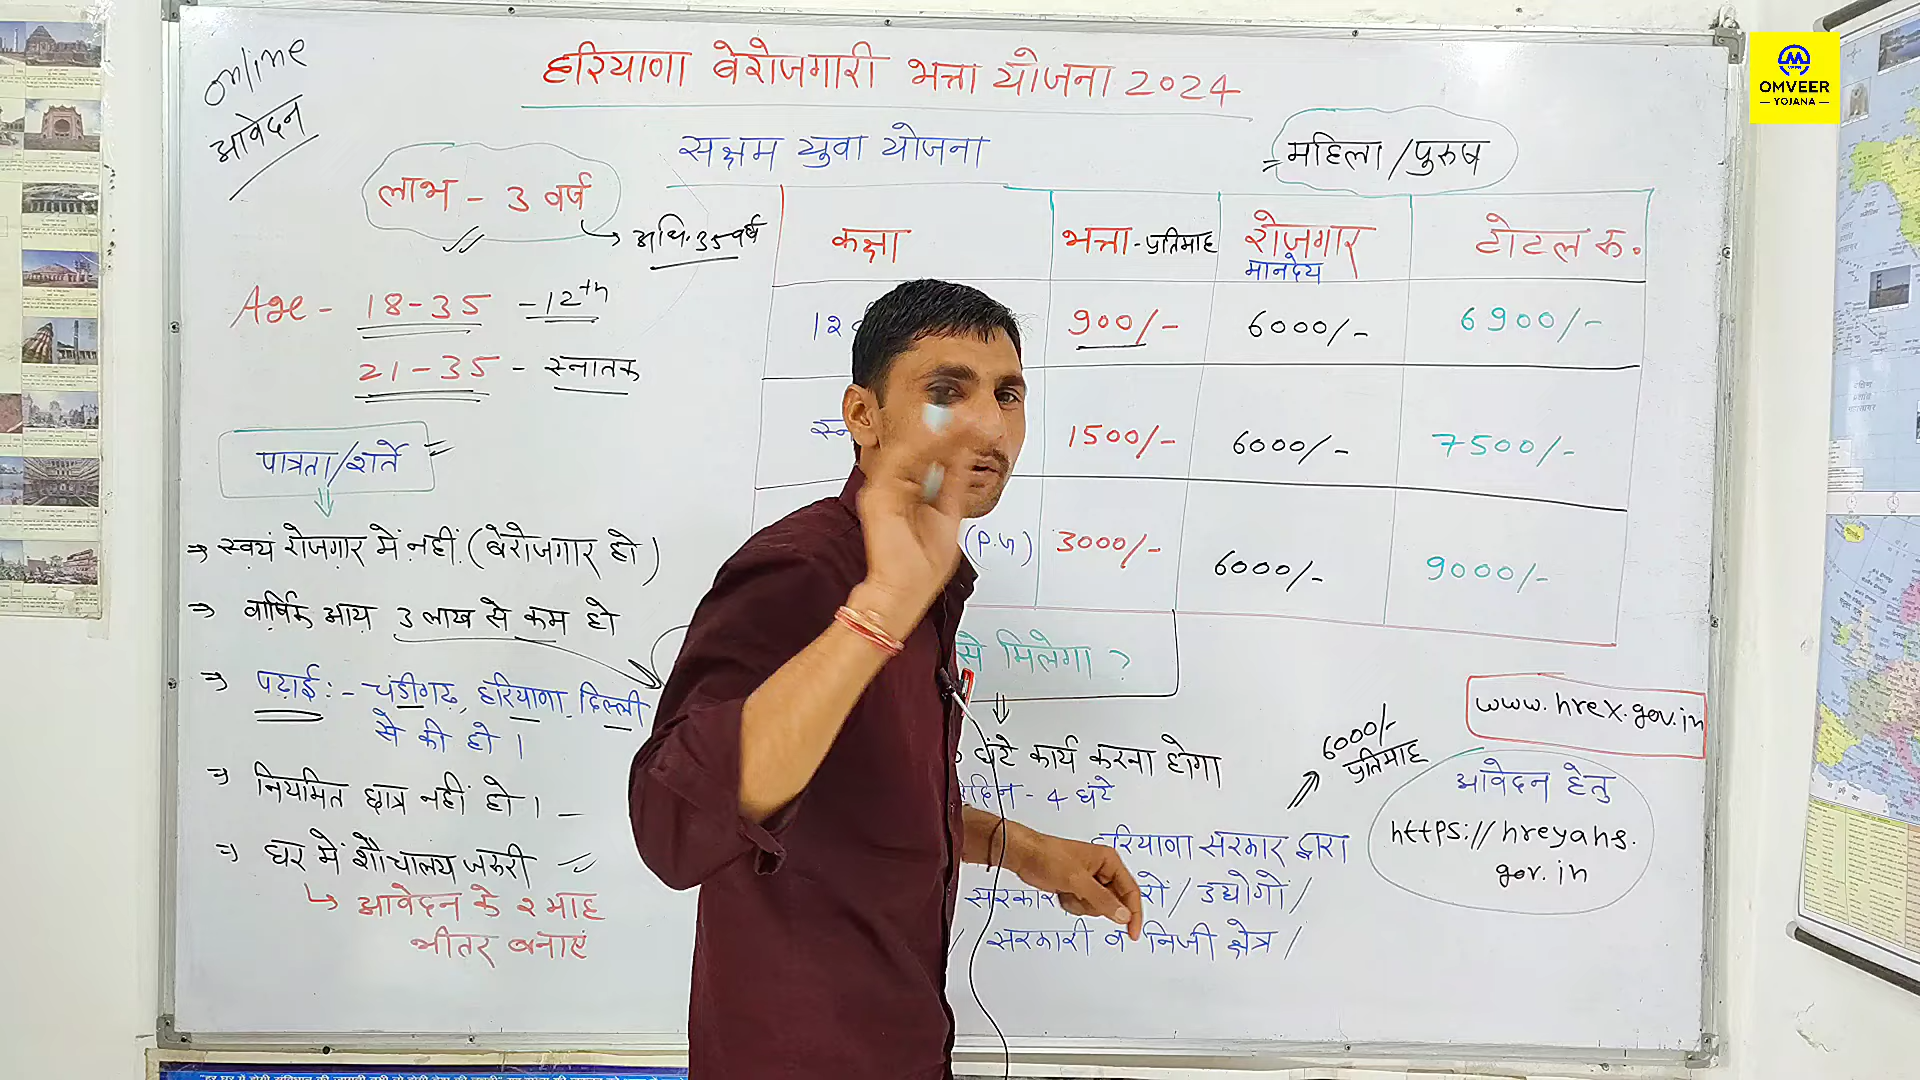 online
आवेदन
हरियाणा बेरोजगारी भत्ता योजना 2024
सक्षम युवा योजना
महिला/पुरुष
OMVEER
YOJANA
लाभ - 3 वर्ष
अधि. 35 वर्ष
Age - 18-35 - 12th
21-35 - स्नातक
कक्षा
भत्ता - प्रतिमाह
रोजगार
मानदेय
टोटल रु.
900/-
6000/-
6900/-
1500/-
6000/-
7500/-
(P.G)
3000/-
6000/-
9000/-
पात्रता/शर्ते
⇒ स्वयं रोजगार में नहीं (बेरोजगार हो)
⇒ वार्षिक आय 3 लाख से कम हो
⇒ पढाई :- चंडीगढ, हरियाणा, दिल्ली
से की हो।
⇒ नियमित छात्र नहीं हो।
⇒ घर में शौचालय जरुरी
↳ आवेदन के २ माह
भीतर बनाएं
मिलेगा ?
घंटे कार्य करना होगा
- 4 घंटे
6000/-
प्रतिमाह
हरियाणा सरकार द्वारा
/ उद्योगों /
सरकारी व निजी क्षेत्र /
www.hrex.gov.in
आवेदन हेतु
https://hreyahs.
gov.in